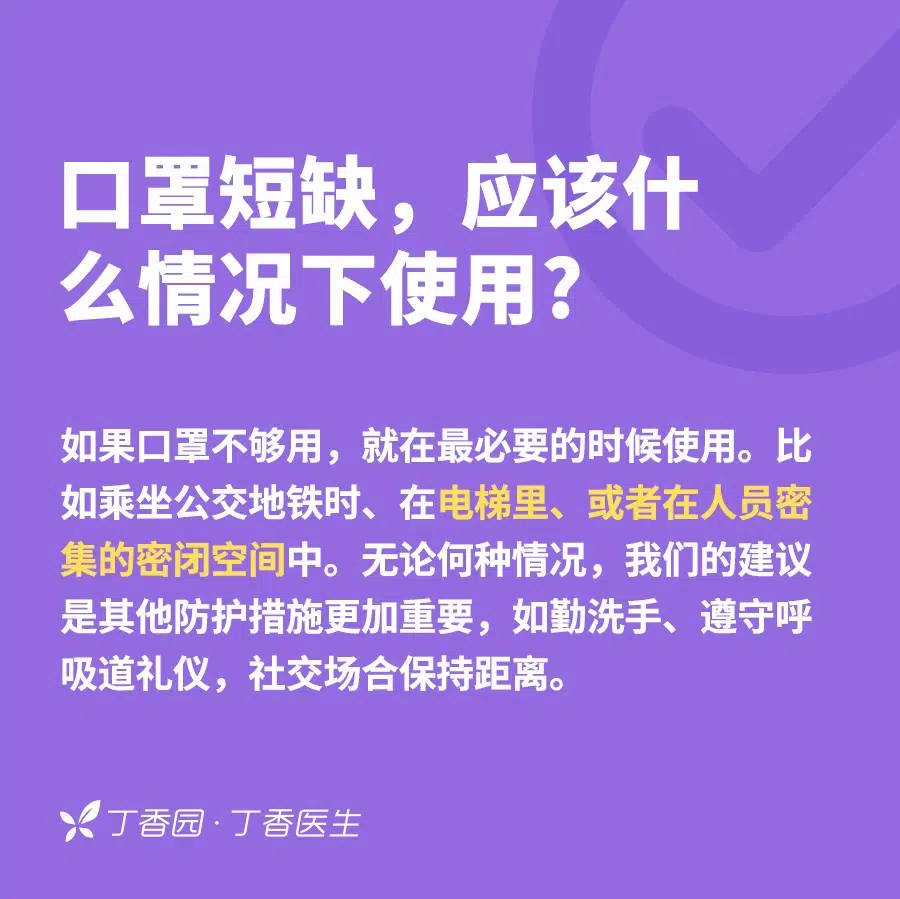 口罩短缺，应该什
么情况下使用？
如果口罩不够用，就在最必要的时候使用。比
如乘坐公交地铁时、在电梯里、或者在人员密
集的密闭空间中。无论何种情况，我们的建议
是其他防护措施更加重要，如勤洗手、遵守呼
吸道礼仪，社交场合保持距离。
丁香园·丁香医生